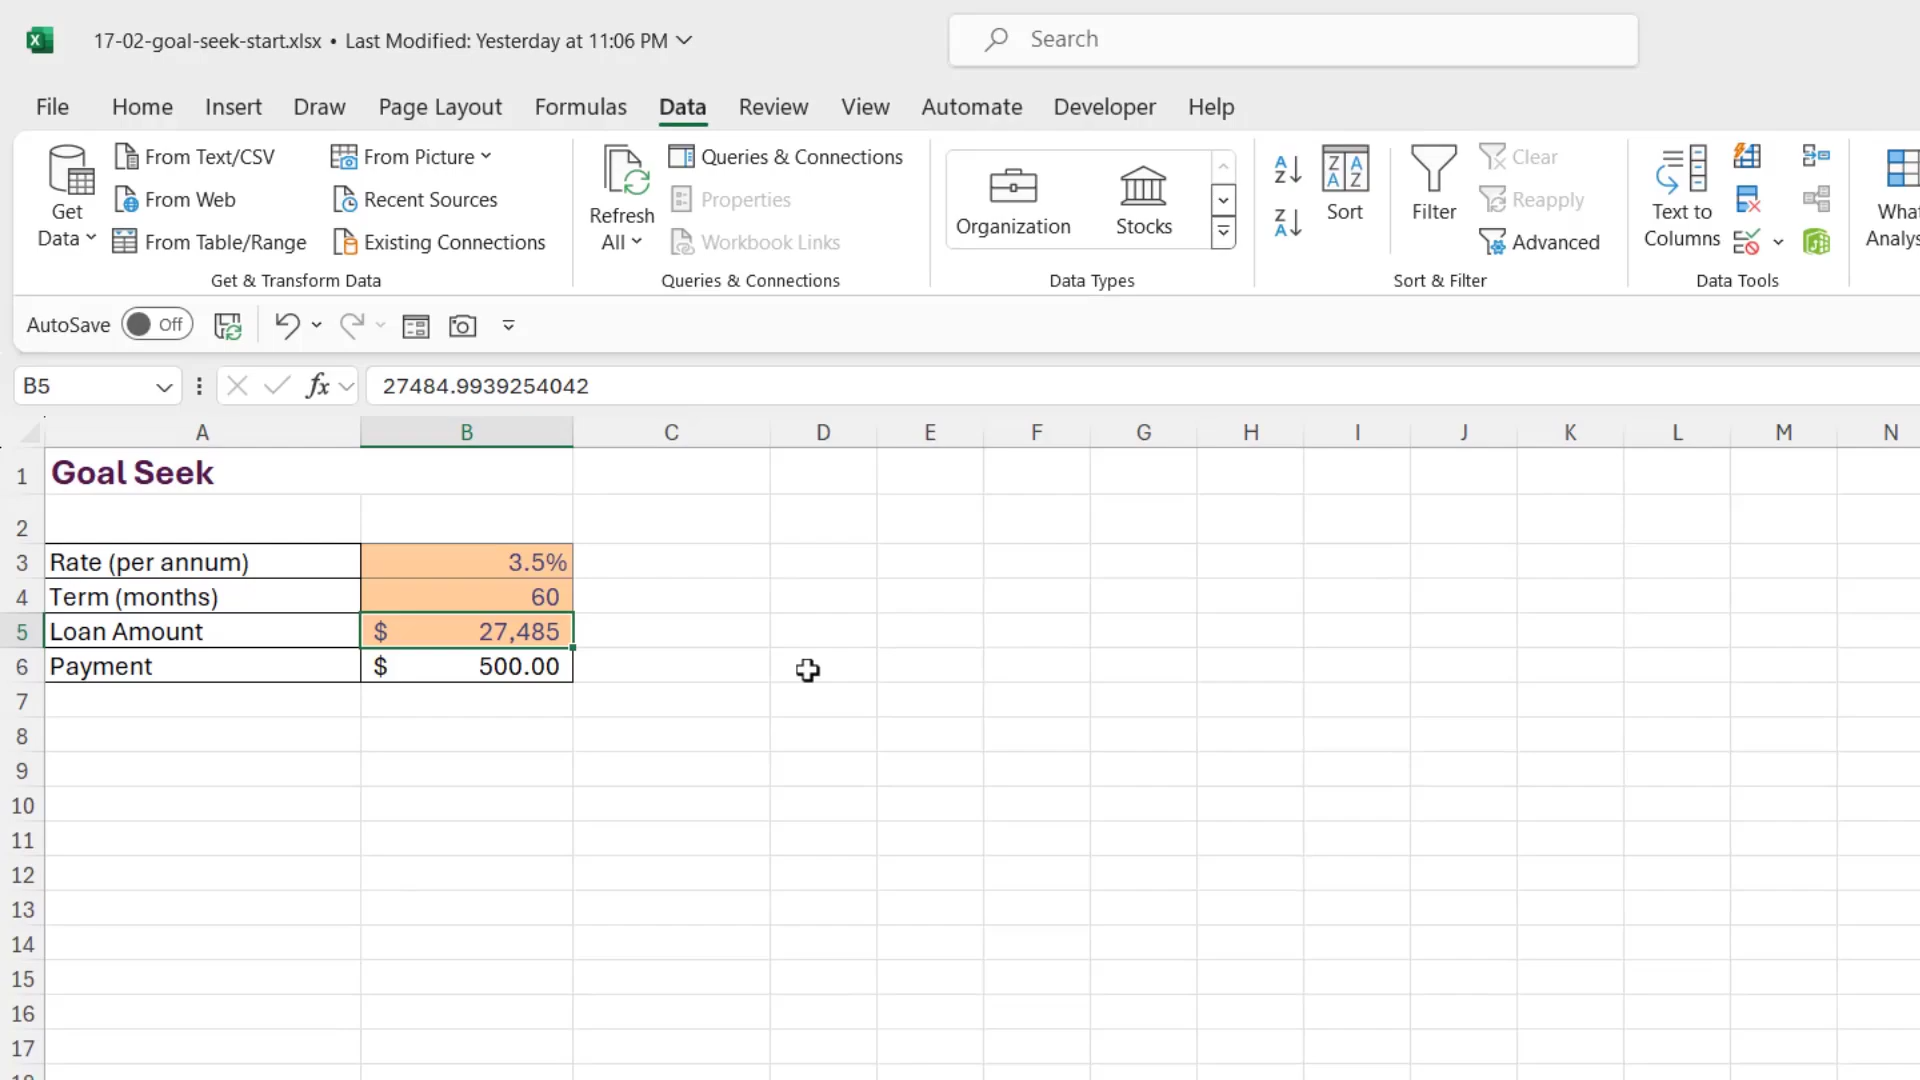 17-02-goal-seek-start.xlsx • Last Modified: Yesterday at 11:06 PM
Search
File Home Insert Draw Page Layout Formulas Data Review View Automate Developer Help
Get Data
From Text/CSV
From Web
From Table/Range
From Picture
Recent Sources
Existing Connections
Get & Transform Data
Refresh All
Queries & Connections
Properties
Workbook Links
Queries & Connections
Organization
Stocks
Data Types
Sort
Filter
Clear
Reapply
Advanced
Sort & Filter
Text to Columns
Data Tools
What
Analys
AutoSave Off
B5
fx
27484.9939254042
A B C D E F G H I J K L M N
1 Goal Seek
2
3 Rate (per annum) 3.5%
4 Term (months) 60
5 Loan Amount $ 27,485
6 Payment $ 500.00
7
8
9
10
11
12
13
14
15
16
17